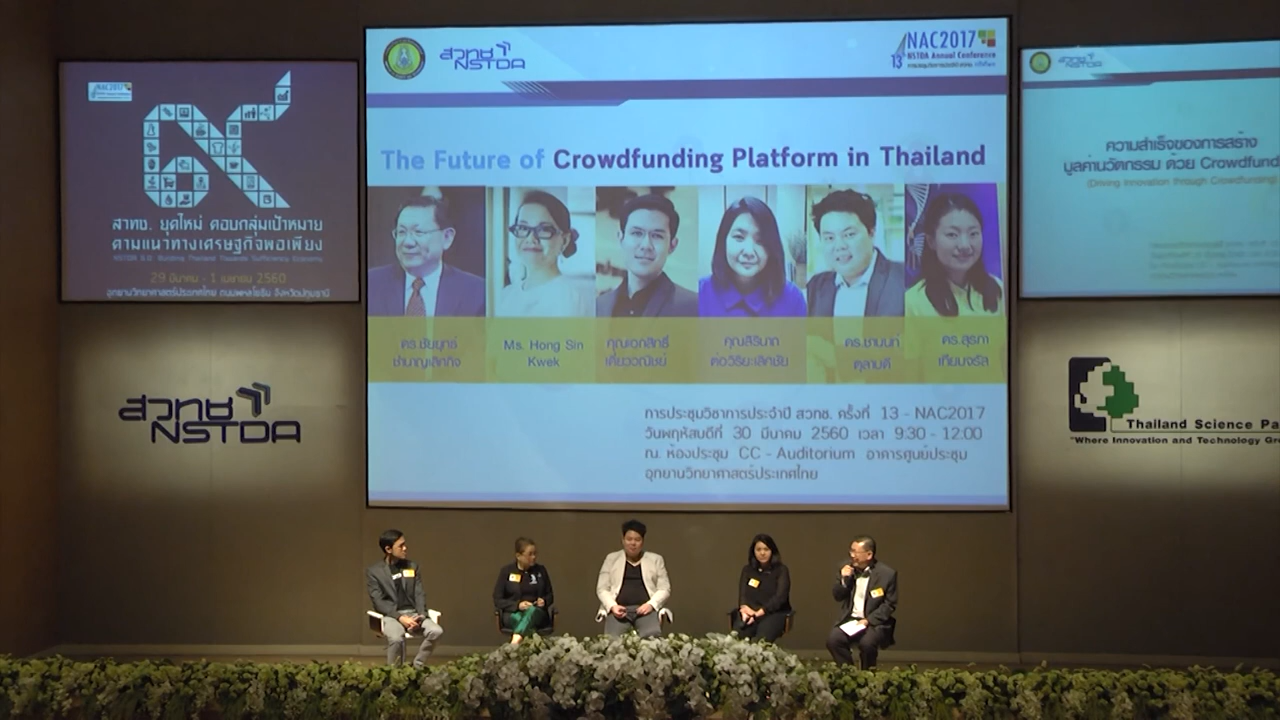 NAC2017
๙
สวทช. ยุคใหม่ ตอบกลุ่มเป้าหมาย
ตามแนวทางเศรษฐกิจพอเพียง
NSTDA 5.0: Building Thailand Towards Sufficiency Economy
29 มีนาคม - 1 เมษายน 2560
อุทยานวิทยาศาสตร์ประเทศไทย ถนนพหลโยธิน จังหวัดปทุมธานี
สวทช
NSTDA
13th NAC2017
NSTDA Annual Conference
The Future of Crowdfunding Platform in Thailand
ดร.ชัยยุทธ์
ชำนาญเลิศกิจ
Ms. Hong Sin
Kwek
คุณเอกสิทธิ์
เดี่ยววณิชย์
คุณสิรินาถ
ต่อวิริยะเลิศชัย
ดร.ชานนท์
ตุลาบดี
ดร.สุรภา
เทียมจรัส
การประชุมวิชาการประจำปี สวทช. ครั้งที่ 13 - NAC2017
วันพฤหัสบดีที่ 30 มีนาคม 2560 เวลา 9:30 - 12:00
ณ. ห้องประชุม CC - Auditorium อาคารศูนย์ประชุม
อุทยานวิทยาศาสตร์ประเทศไทย
สวทช
NSTDA
ความสำเร็จของการสร้าง
มูลค่านวัตกรรม ด้วย Crowdfund
(Driving Innovation through Crowdfunding)
สวทช
NSTDA
Thailand Science Pa
"Where Innovation and Technology Gr